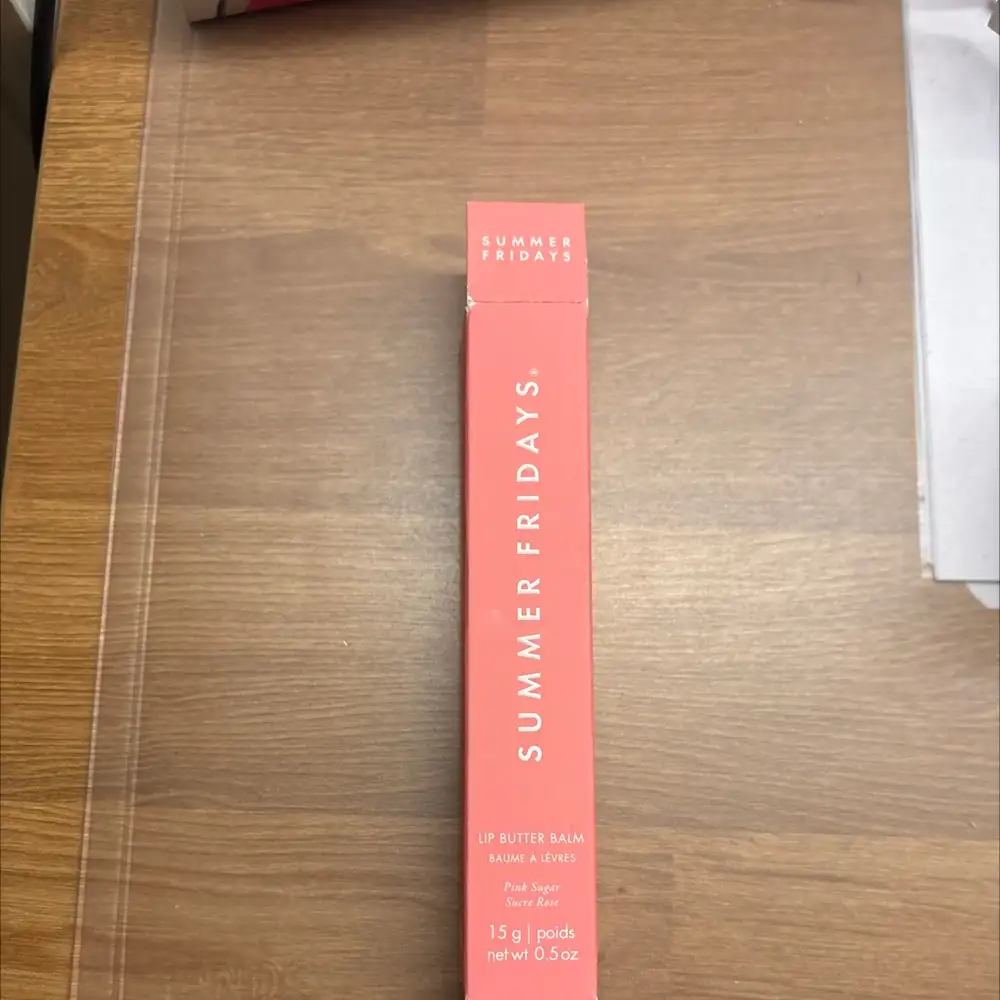 SUMMER
FRIDAYS
SUMMER FRIDAYS®
LIP BUTTER BALM
BAUME À LÈVRES
Pink Sugar
Sucre Rose
15 g | poids
net wt 0.5 oz